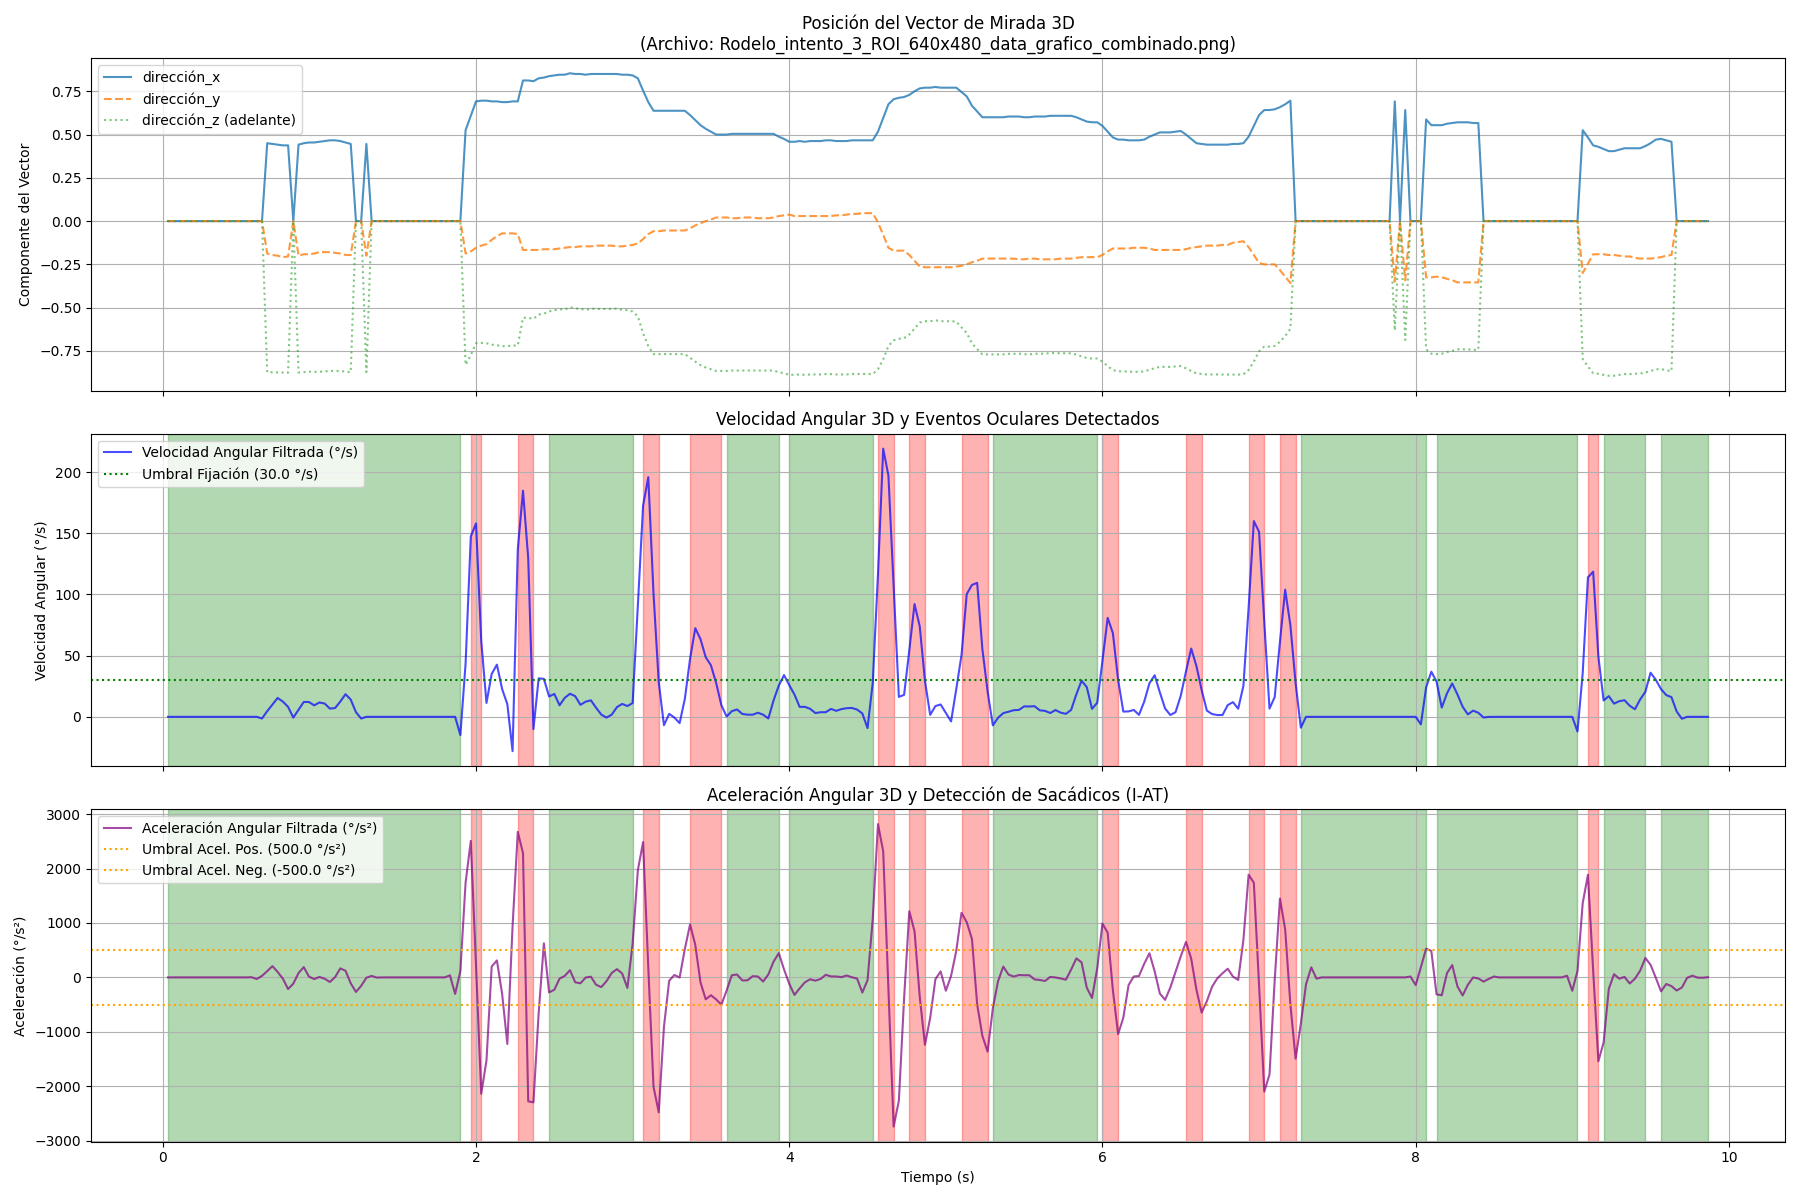 Posición del Vector de Mirada 3D
(Archivo: Rodelo_intento_3_ROI_640x480_data_grafico_combinado.png)
dirección_x
dirección_y
dirección_z (adelante)
Componente del Vector
0.75
0.50
0.25
0.00
−0.25
−0.50
−0.75
Velocidad Angular 3D y Eventos Oculares Detectados
Velocidad Angular Filtrada (°/s)
Umbral Fijación (30.0 °/s)
Velocidad Angular (°/s)
200
150
100
50
0
Aceleración Angular 3D y Detección de Sacádicos (I-AT)
Aceleración Angular Filtrada (°/s²)
Umbral Acel. Pos. (500.0 °/s²)
Umbral Acel. Neg. (-500.0 °/s²)
Aceleración (°/s²)
3000
2000
1000
0
−1000
−2000
−3000
0 2 4 6 8 10
Tiempo (s)